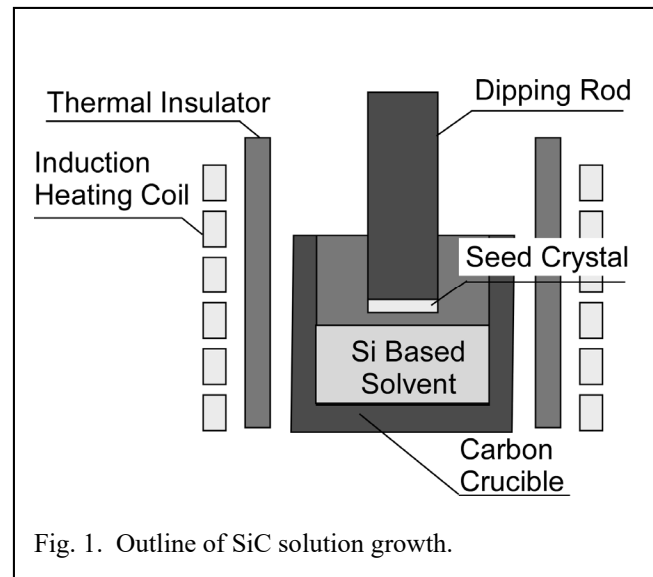 Thermal Insulator
Dipping Rod
Induction
Heating Coil
Seed Crystal
Si Based
Solvent
Carbon
Crucible
Fig. 1. Outline of SiC solution growth.